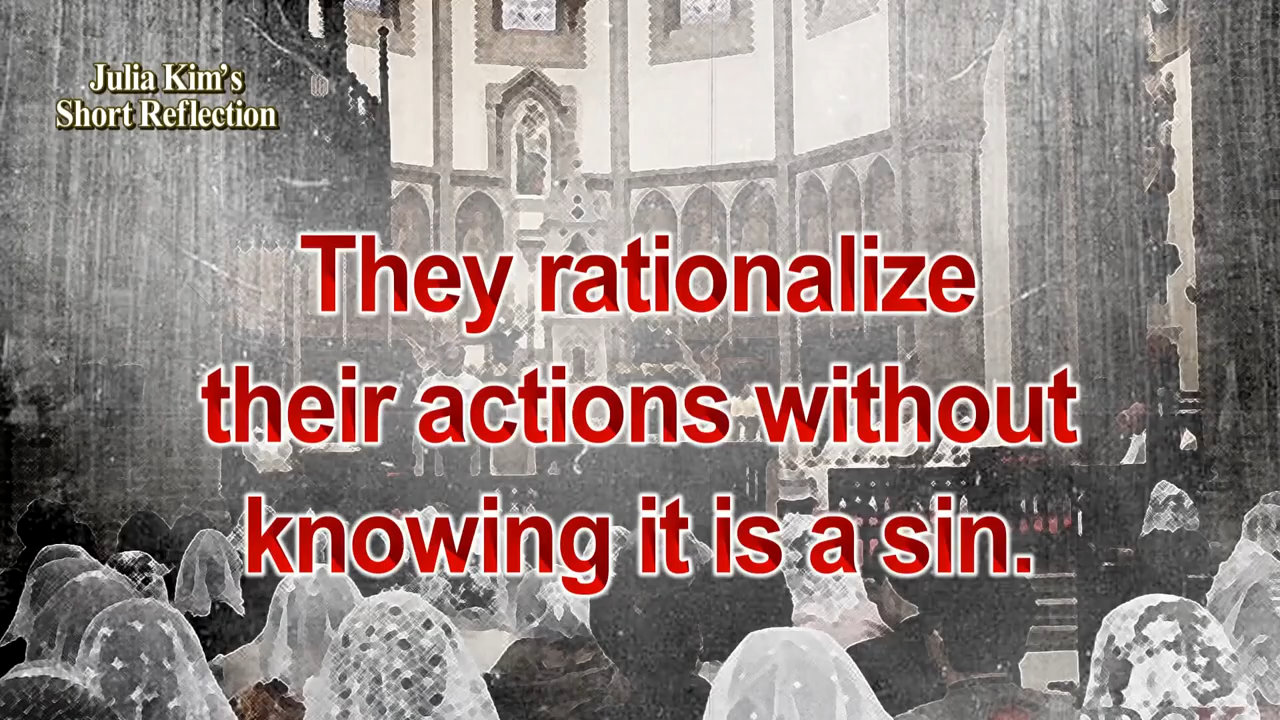 Julia Kim's
Short Reflection
They rationalize
their actions without
knowing it is a sin.